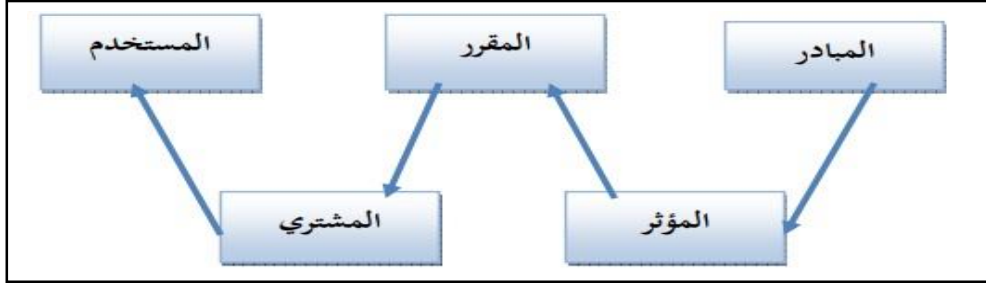 المبادر
المقرر
المستخدم
المؤثر
المشتري